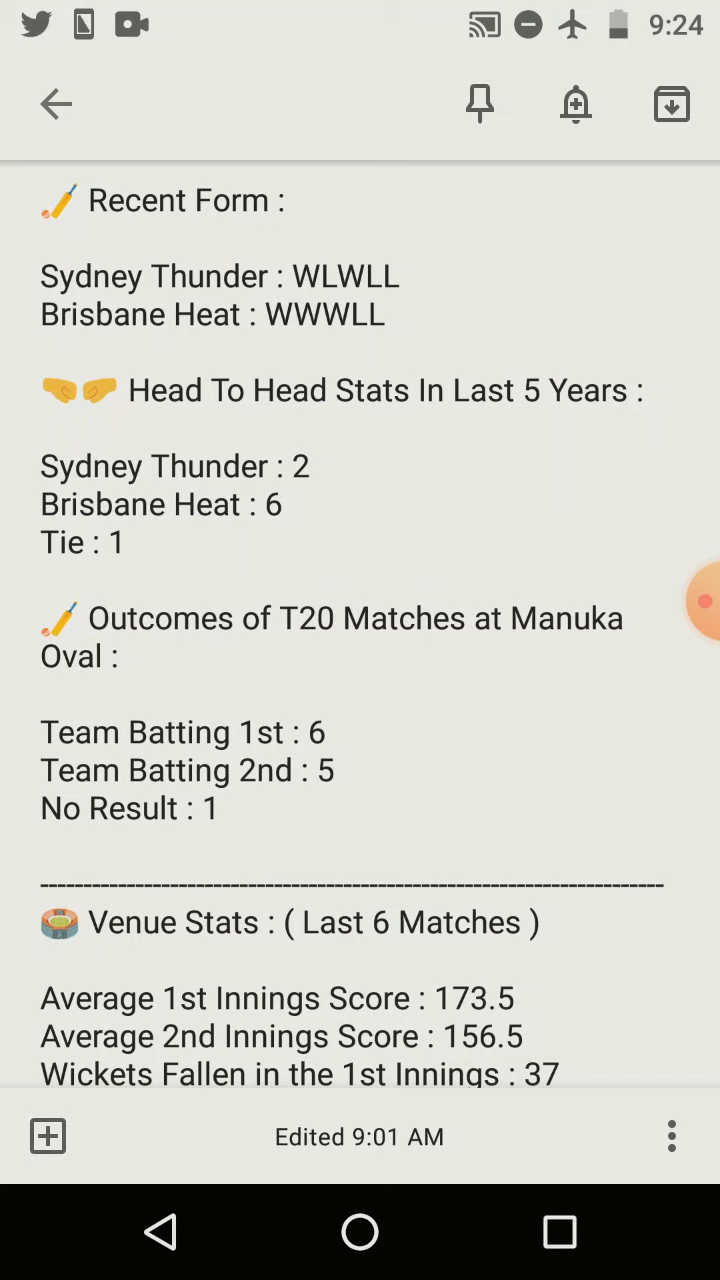 9:24
Recent Form :
Sydney Thunder : WLWLL
Brisbane Heat : WWWLL
Head To Head Stats In Last 5 Years :
Sydney Thunder : 2
Brisbane Heat : 6
Tie : 1
Outcomes of T20 Matches at Manuka
Oval :
Team Batting 1st : 6
Team Batting 2nd : 5
No Result : 1
------------------------------------------------------------------------
Venue Stats : ( Last 6 Matches )
Average 1st Innings Score : 173.5
Average 2nd Innings Score : 156.5
Wickets Fallen in the 1st Innings : 37
Edited 9:01 AM